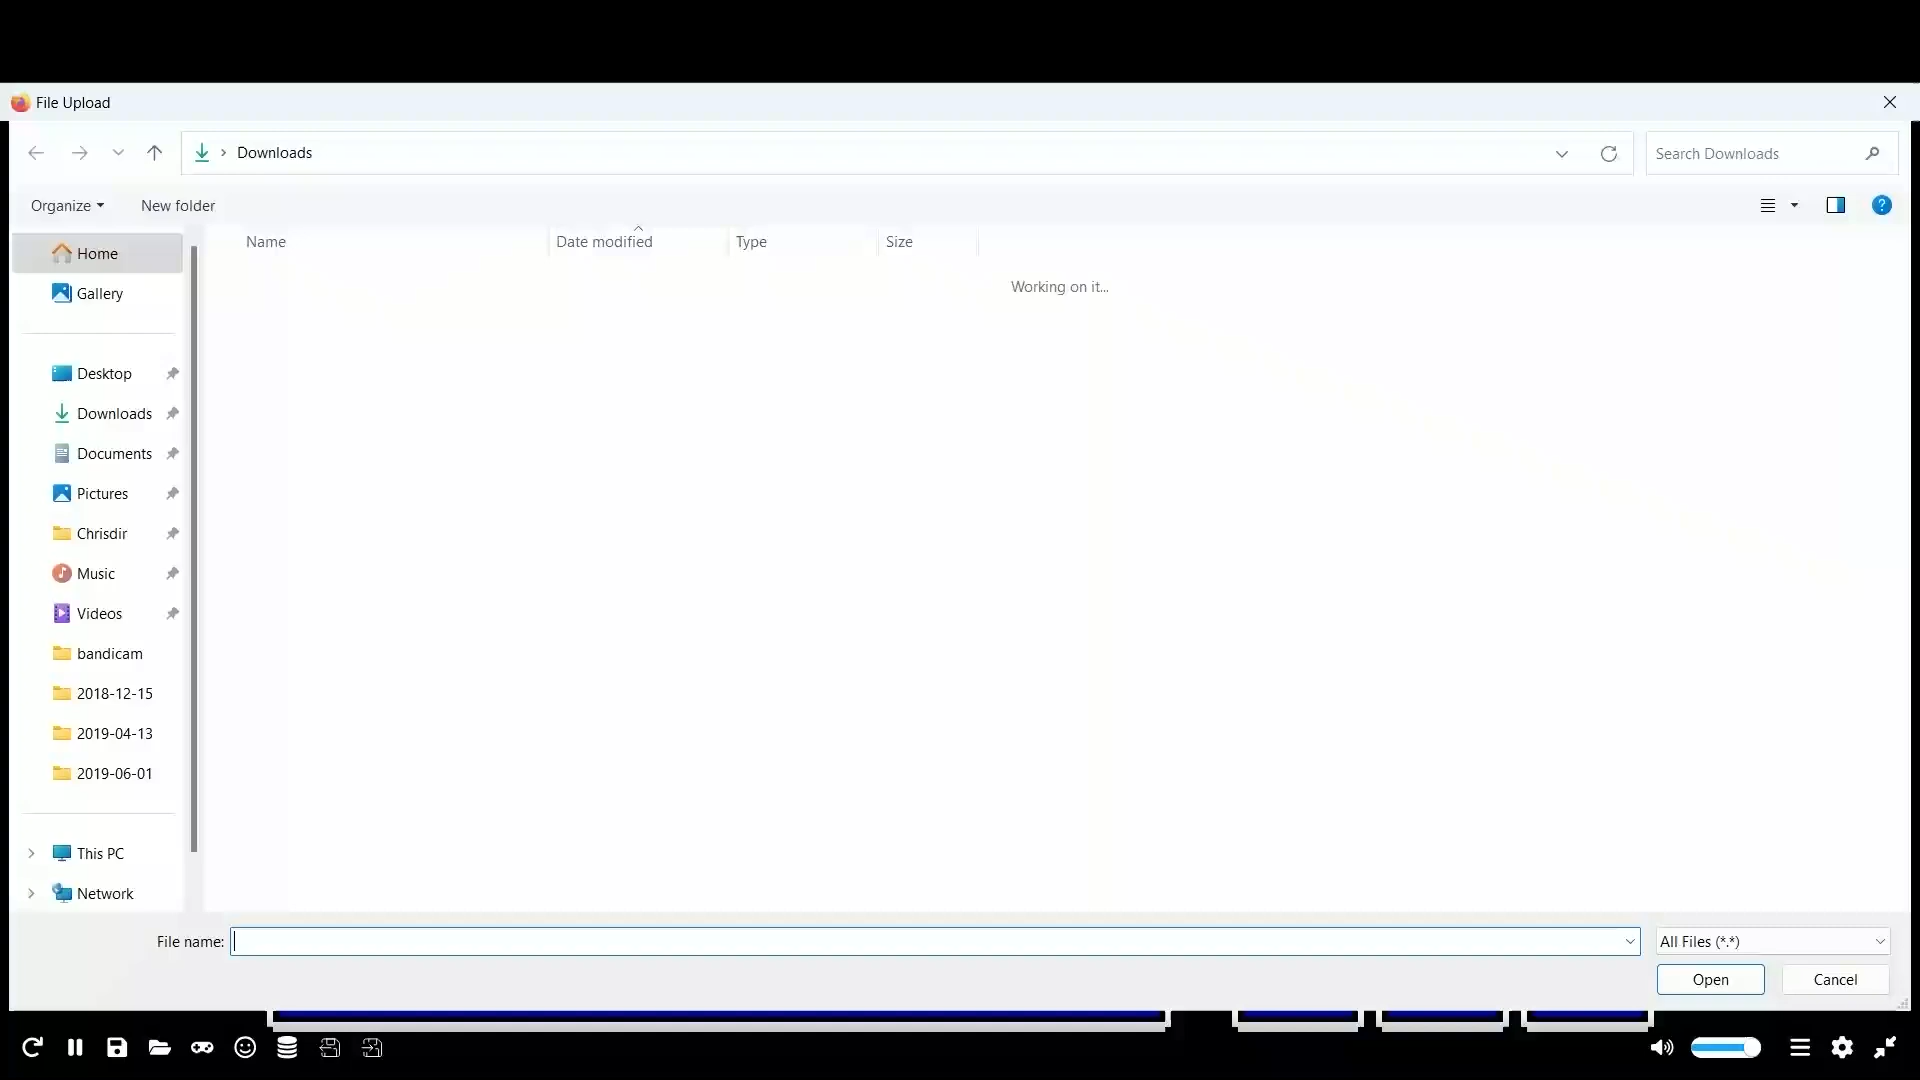 File Upload
Downloads
Search Downloads
Organize
New folder
Name
Date modified
Type
Size
Working on it...
Home
Gallery
Desktop
Downloads
Documents
Pictures
Chrisdir
Music
Videos
bandicam
2018-12-15
2019-04-13
2019-06-01
This PC
Network
File name:
All Files (*.*)
Open
Cancel